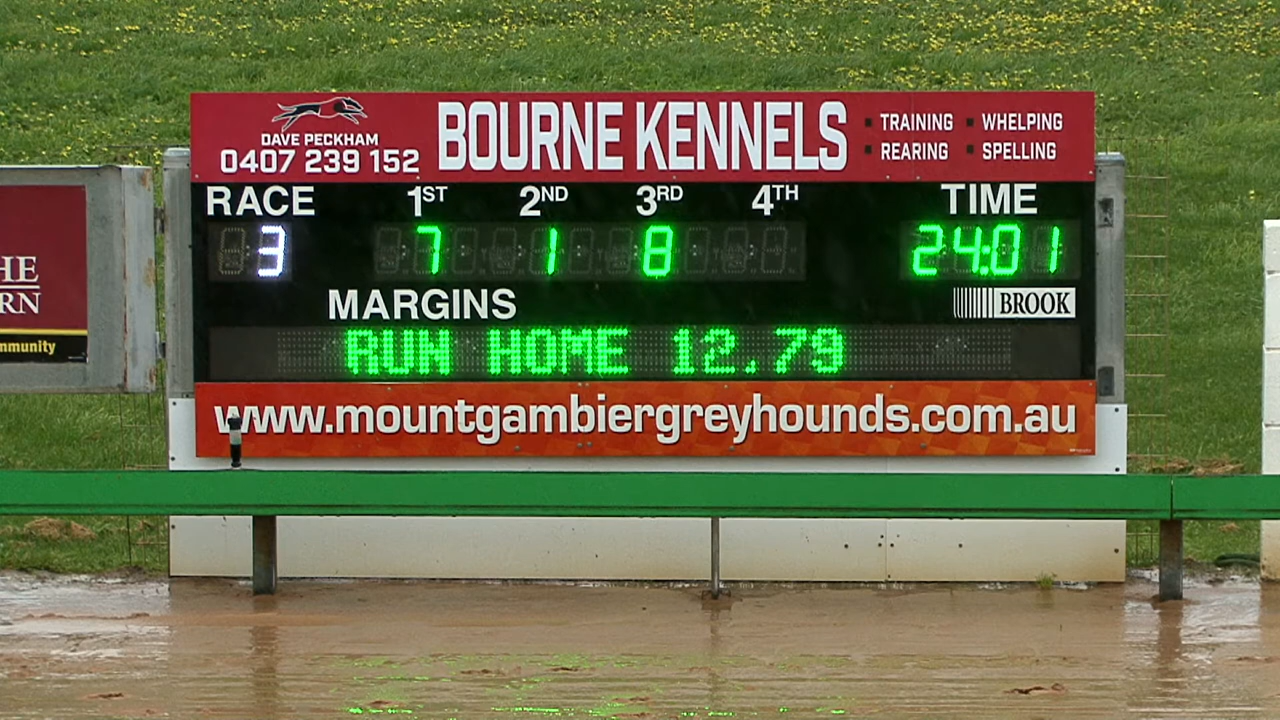 DAVE PECKHAM
0407 239 152
BOURNE KENNELS
TRAINING
WHELPING
REARING
SPELLING
RACE 1ST 2ND 3RD 4TH TIME
3 7 1 8 24:01
MARGINS
BROOK
RUN HOME 12.79
www.mountgambiergreyhounds.com.au
HE
RN
mmunity